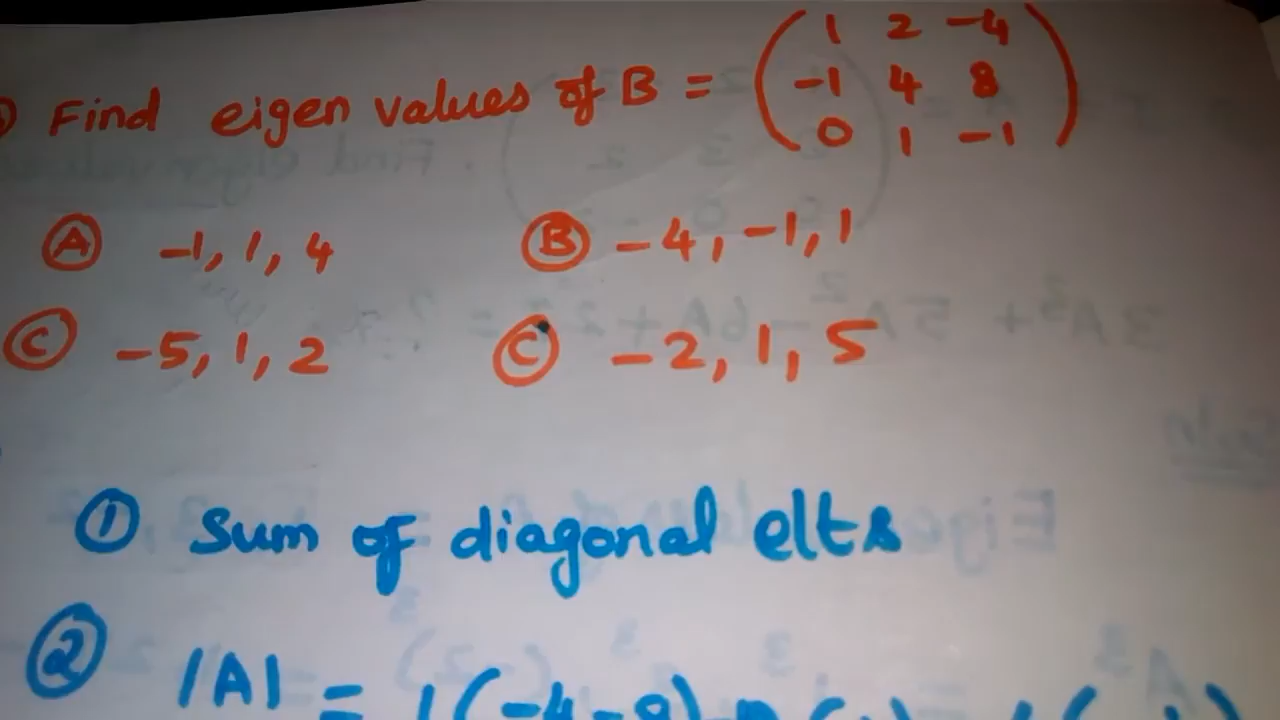 Find eigen values of B = ( 1 2 -4
-1 4 8
0 1 -1 )
Ⓐ -1, 1, 4 Ⓑ -4, -1, 1
Ⓒ -5, 1, 2 Ⓒ -2, 1, 5
① Sum of diagonal elts
② |A| = 1(-4-8)